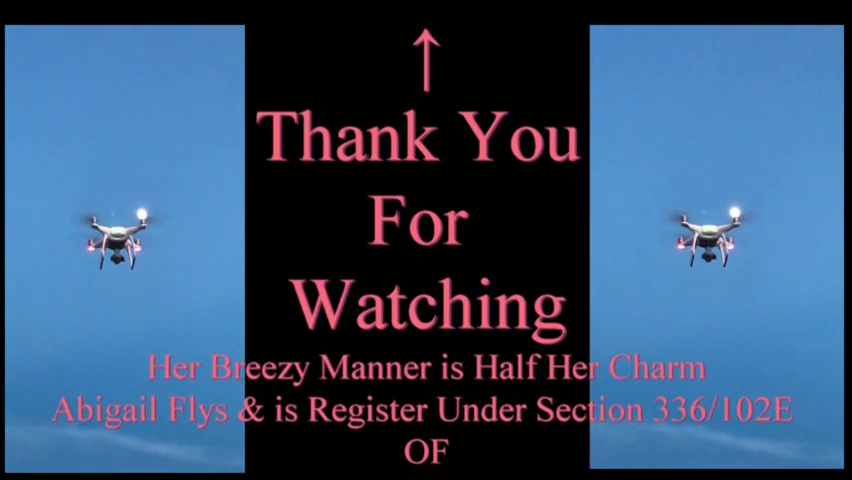 ↑
Thank You
For
Watching
Her Breezy Manner is Half Her Charm
Abigail Flys & is Register Under Section 336/102E
OF